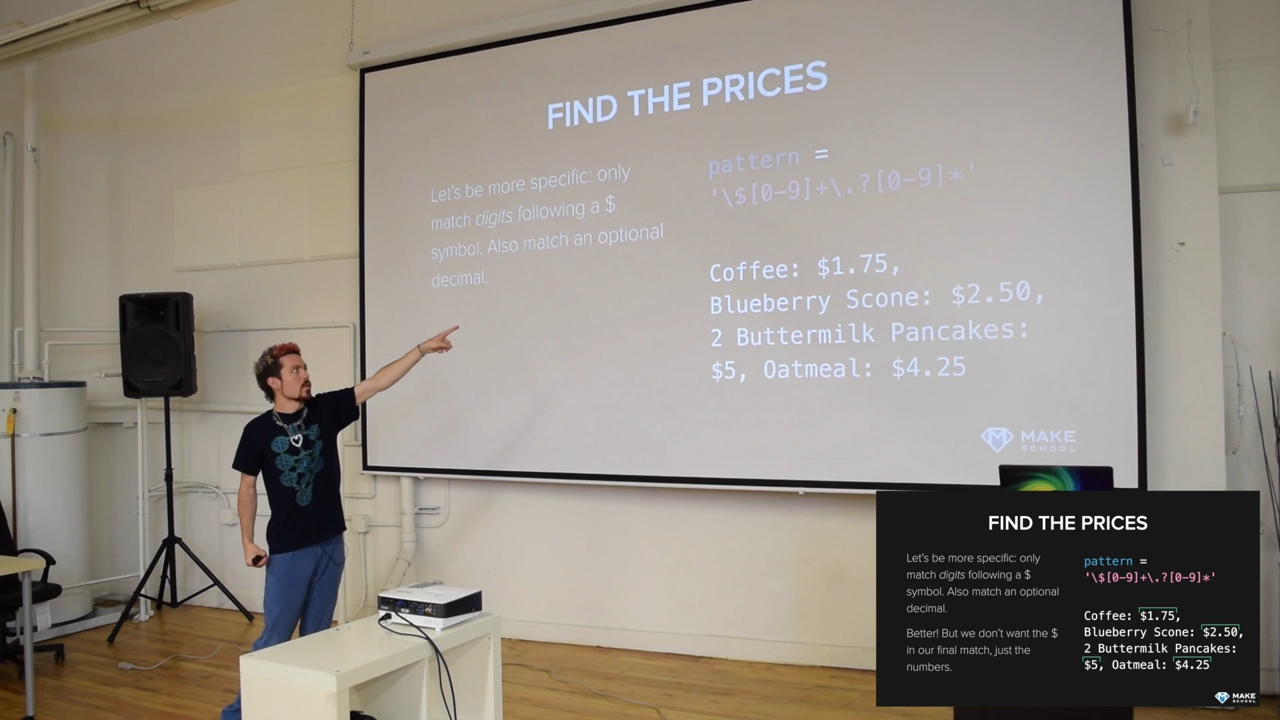 FIND THE PRICES
Let's be more specific: only
match digits following a $
symbol. Also match an optional
decimal.
pattern =
'\$[0-9]+\.?[0-9]*'
Coffee: $1.75,
Blueberry Scone: $2.50,
2 Buttermilk Pancakes:
$5, Oatmeal: $4.25
MAKE
SCHOOL
FIND THE PRICES
Let's be more specific: only
match digits following a $
symbol. Also match an optional
decimal.
Better! But we don't want the $
in our final match, just the
numbers.
pattern =
'\$[0-9]+\.?[0-9]*'
Coffee: $1.75,
Blueberry Scone: $2.50,
2 Buttermilk Pancakes:
$5, Oatmeal: $4.25
MAKE
SCHOOL